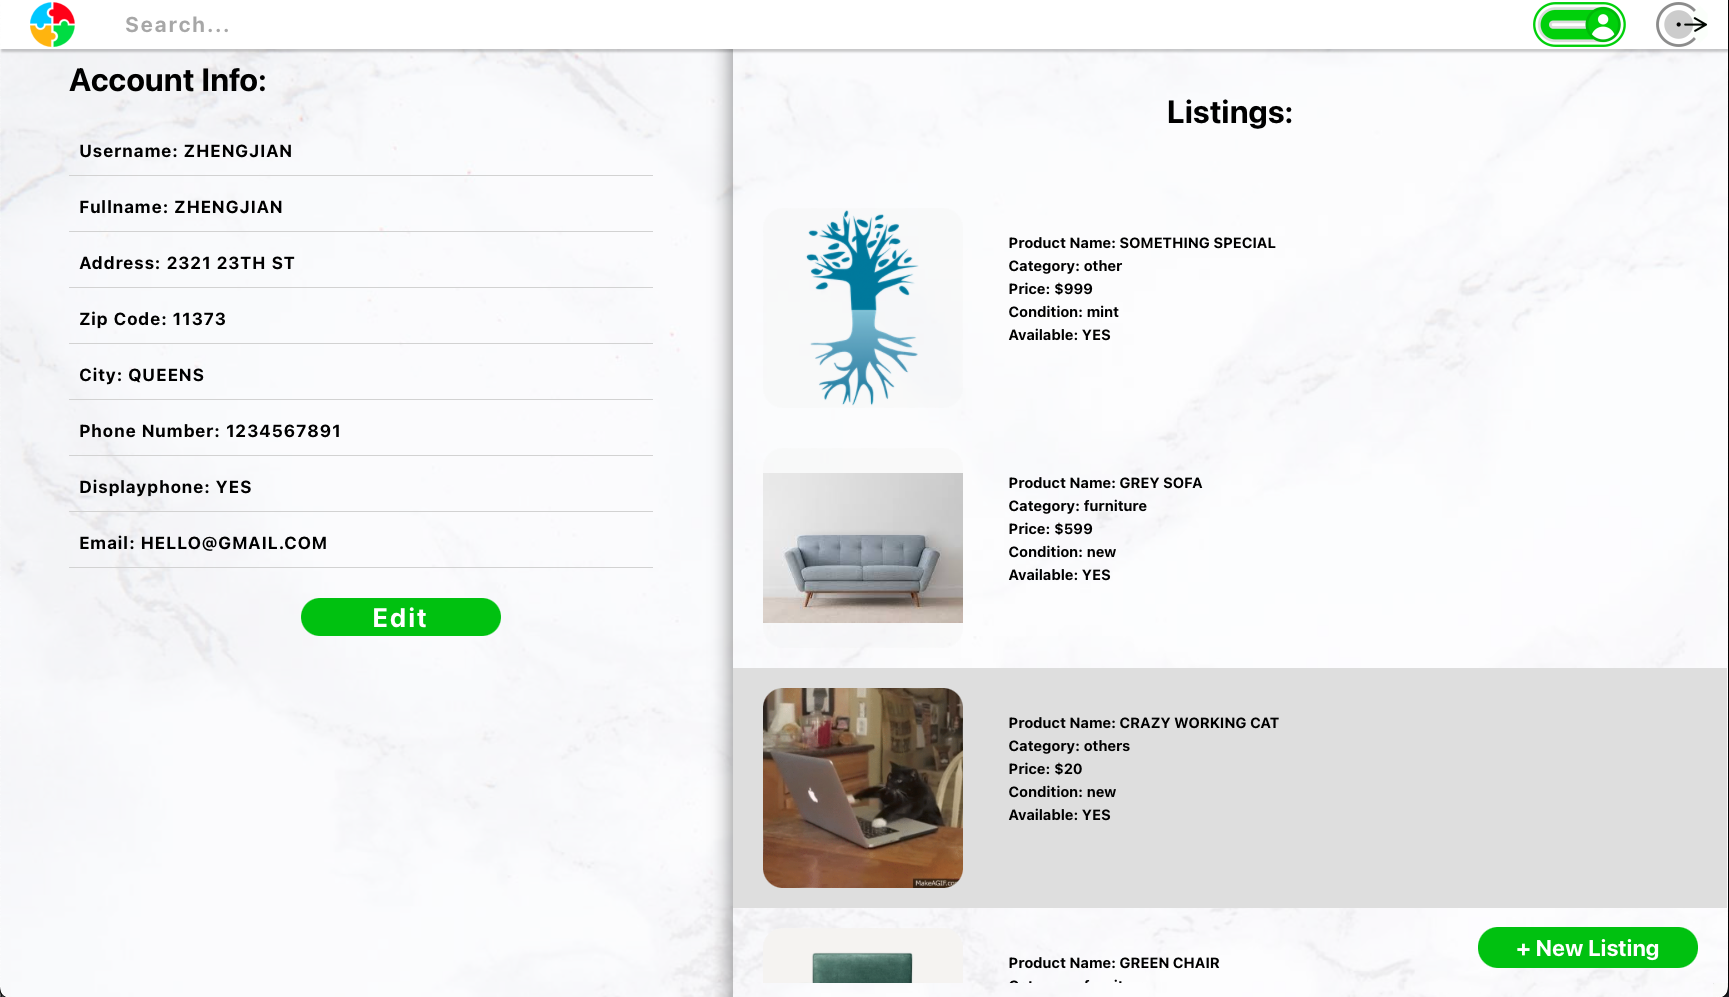 Search...
Account Info:
Username: ZHENGJIAN
Fullname: ZHENGJIAN
Address: 2321 23TH ST
Zip Code: 11373
City: QUEENS
Phone Number: 1234567891
Displayphone: YES
Email: HELLO@GMAIL.COM
Edit
Listings:
Product Name: SOMETHING SPECIAL
Category: other
Price: $999
Condition: mint
Available: YES
Product Name: GREY SOFA
Category: furniture
Price: $599
Condition: new
Available: YES
Product Name: CRAZY WORKING CAT
Category: others
Price: $20
Condition: new
Available: YES
MakeAGIF.com
Product Name: GREEN CHAIR
+ New Listing